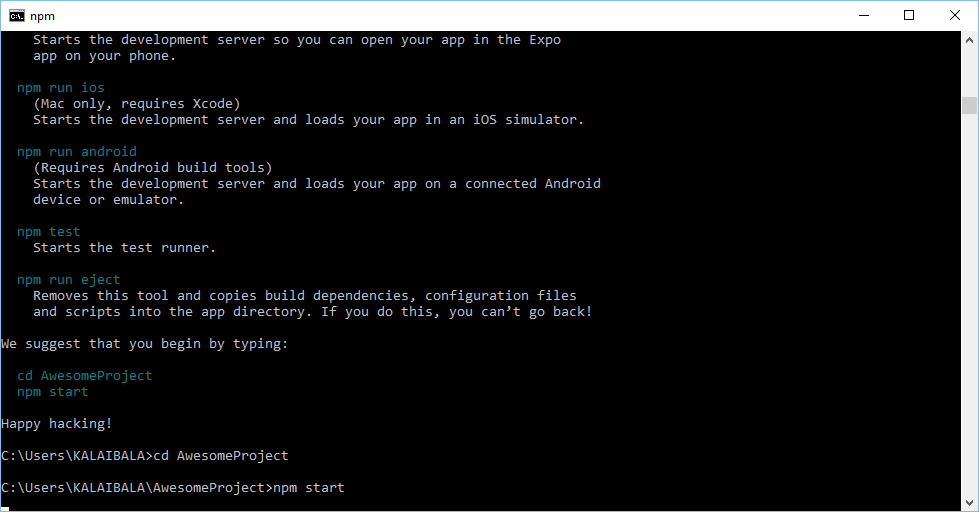 npm
Starts the development server so you can open your app in the Expo
app on your phone.
npm run ios
(Mac only, requires Xcode)
Starts the development server and loads your app in an iOS simulator.
npm run android
(Requires Android build tools)
Starts the development server and loads your app on a connected Android
device or emulator.
npm test
Starts the test runner.
npm run eject
Removes this tool and copies build dependencies, configuration files
and scripts into the app directory. If you do this, you can’t go back!
We suggest that you begin by typing:
cd AwesomeProject
npm start
Happy hacking!
C:\Users\KALAIBALA>cd AwesomeProject
C:\Users\KALAIBALA\AwesomeProject>npm start